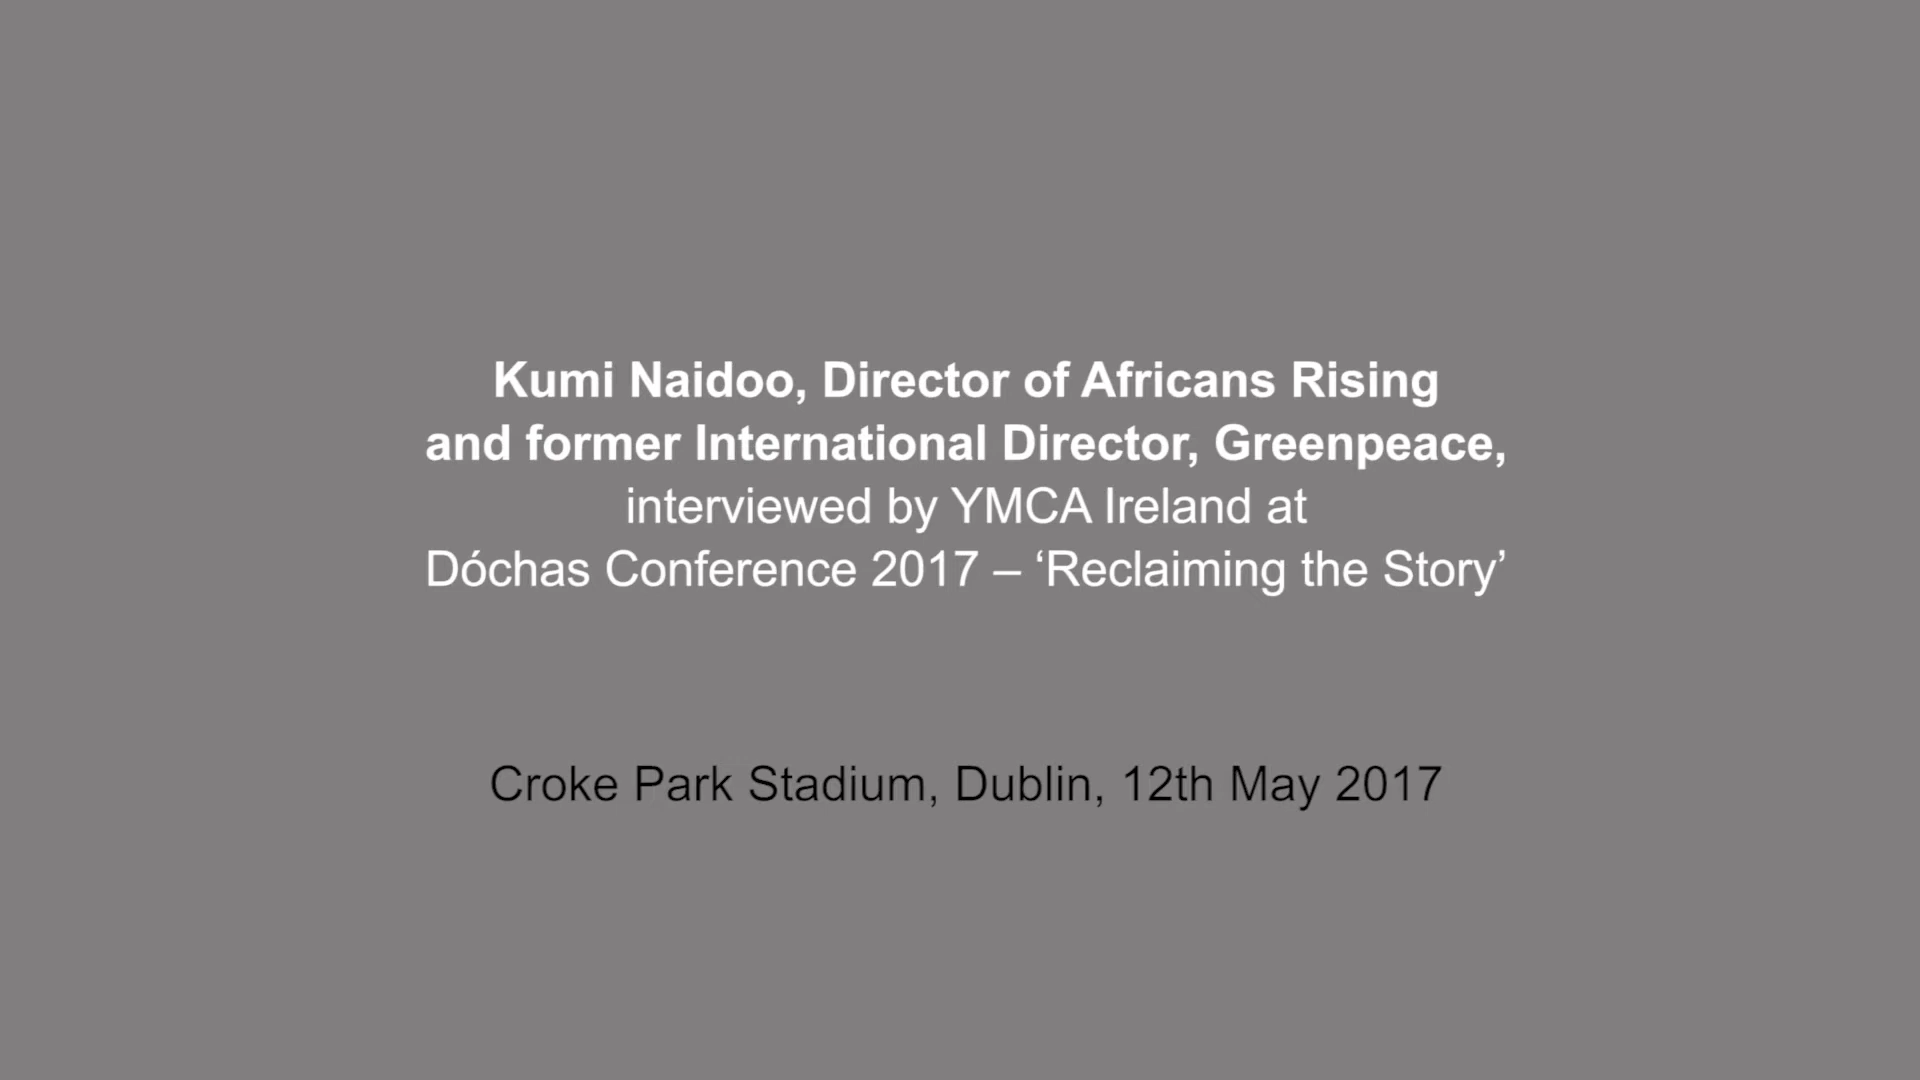 Kumi Naidoo, Director of Africans Rising
and former International Director, Greenpeace,
interviewed by YMCA Ireland at
Dóchas Conference 2017 – ‘Reclaiming the Story’
Croke Park Stadium, Dublin, 12th May 2017